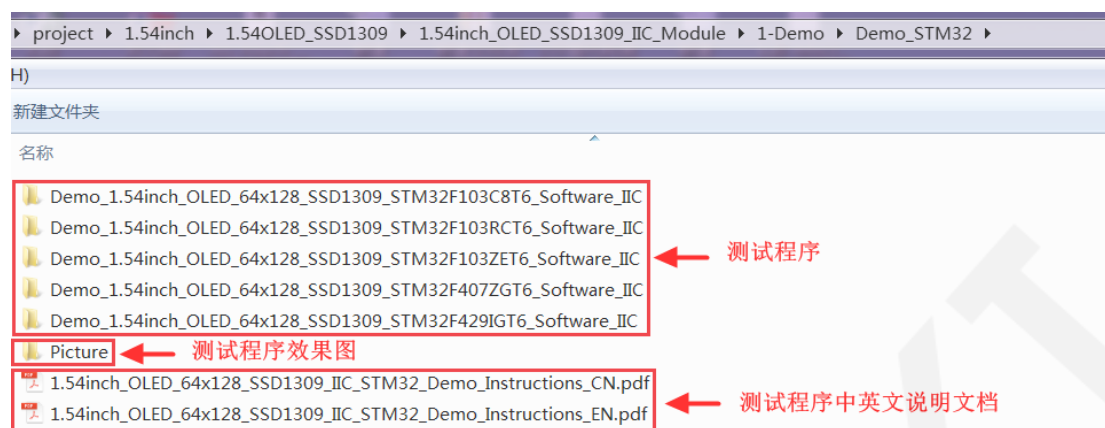 project ▸ 1.54inch ▸ 1.54OLED_SSD1309 ▸ 1.54inch_OLED_SSD1309_IIC_Module ▸ 1-Demo ▸ Demo_STM32
H)
新建文件夹
名称
Demo_1.54inch_OLED_64x128_SSD1309_STM32F103C8T6_Software_IIC
Demo_1.54inch_OLED_64x128_SSD1309_STM32F103RCT6_Software_IIC
Demo_1.54inch_OLED_64x128_SSD1309_STM32F103ZET6_Software_IIC
测试程序
Demo_1.54inch_OLED_64x128_SSD1309_STM32F407ZGT6_Software_IIC
Demo_1.54inch_OLED_64x128_SSD1309_STM32F429IGT6_Software_IIC
Picture 测试程序效果图
1.54inch_OLED_64x128_SSD1309_IIC_STM32_Demo_Instructions_CN.pdf
测试程序中英文说明文档
1.54inch_OLED_64x128_SSD1309_IIC_STM32_Demo_Instructions_EN.pdf